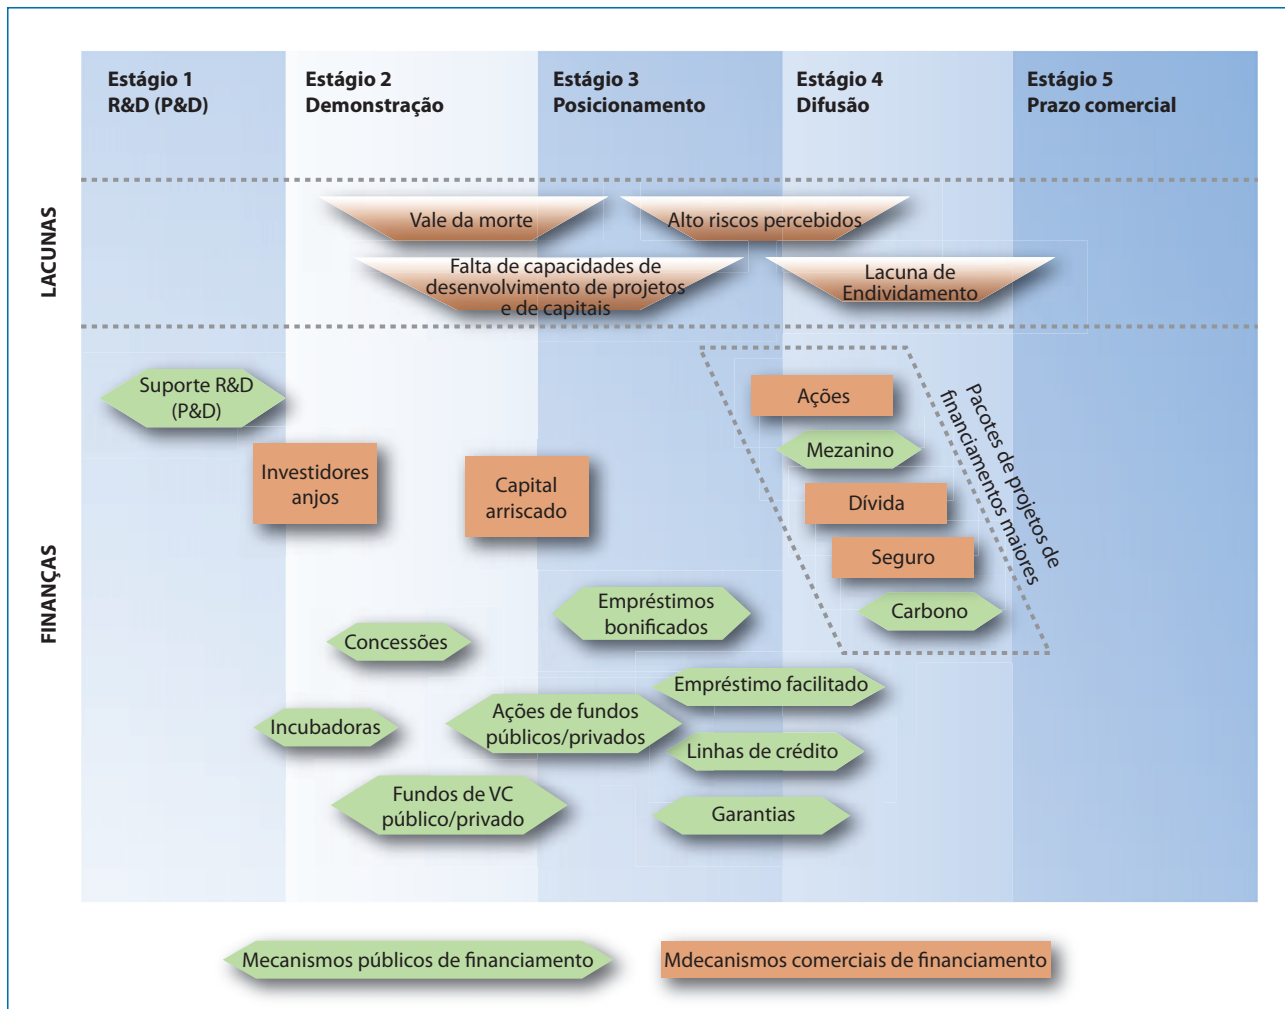 Estágio 1
R&D (P&D)
Estágio 2
Demonstração
Estágio 3
Posicionamento
Estágio 4
Difusão
Estágio 5
Prazo comercial
LACUNAS
Vale da morte
Alto riscos percebidos
Falta de capacidades de
desenvolvimento de projetos
e de capitais
Lacuna de
Endividamento
FINANÇAS
Suporte R&D
(P&D)
Investidores
anjos
Capital
arriscado
Ações
Mezanino
Dívida
Seguro
Carbono
Pacotes de projetos de
financiamentos maiores
Empréstimos
bonificados
Concessões
Empréstimo facilitado
Incubadoras
Ações de fundos
públicos/privados
Linhas de crédito
Fundos de VC
público/privado
Garantias
Mecanismos públicos de financiamento
Mdecanismos comerciais de financiamento